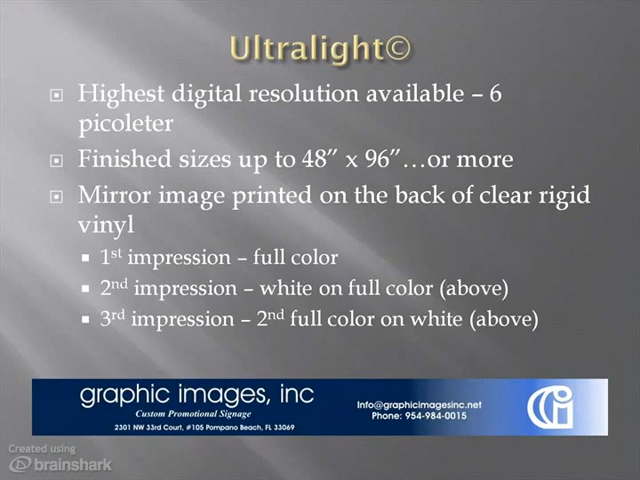 Ultralight©
Highest digital resolution available – 6
picoleter
Finished sizes up to 48” x 96”…or more
Mirror image printed on the back of clear rigid
vinyl
1st impression – full color
2nd impression – white on full color (above)
3rd impression – 2nd full color on white (above)
graphic images, inc
Custom Promotional Signage
2301 NW 33rd Court, #105 Pompano Beach, FL 33069
Info@graphicimagesinc.net
Phone: 954-984-0015
Created using
brainshark